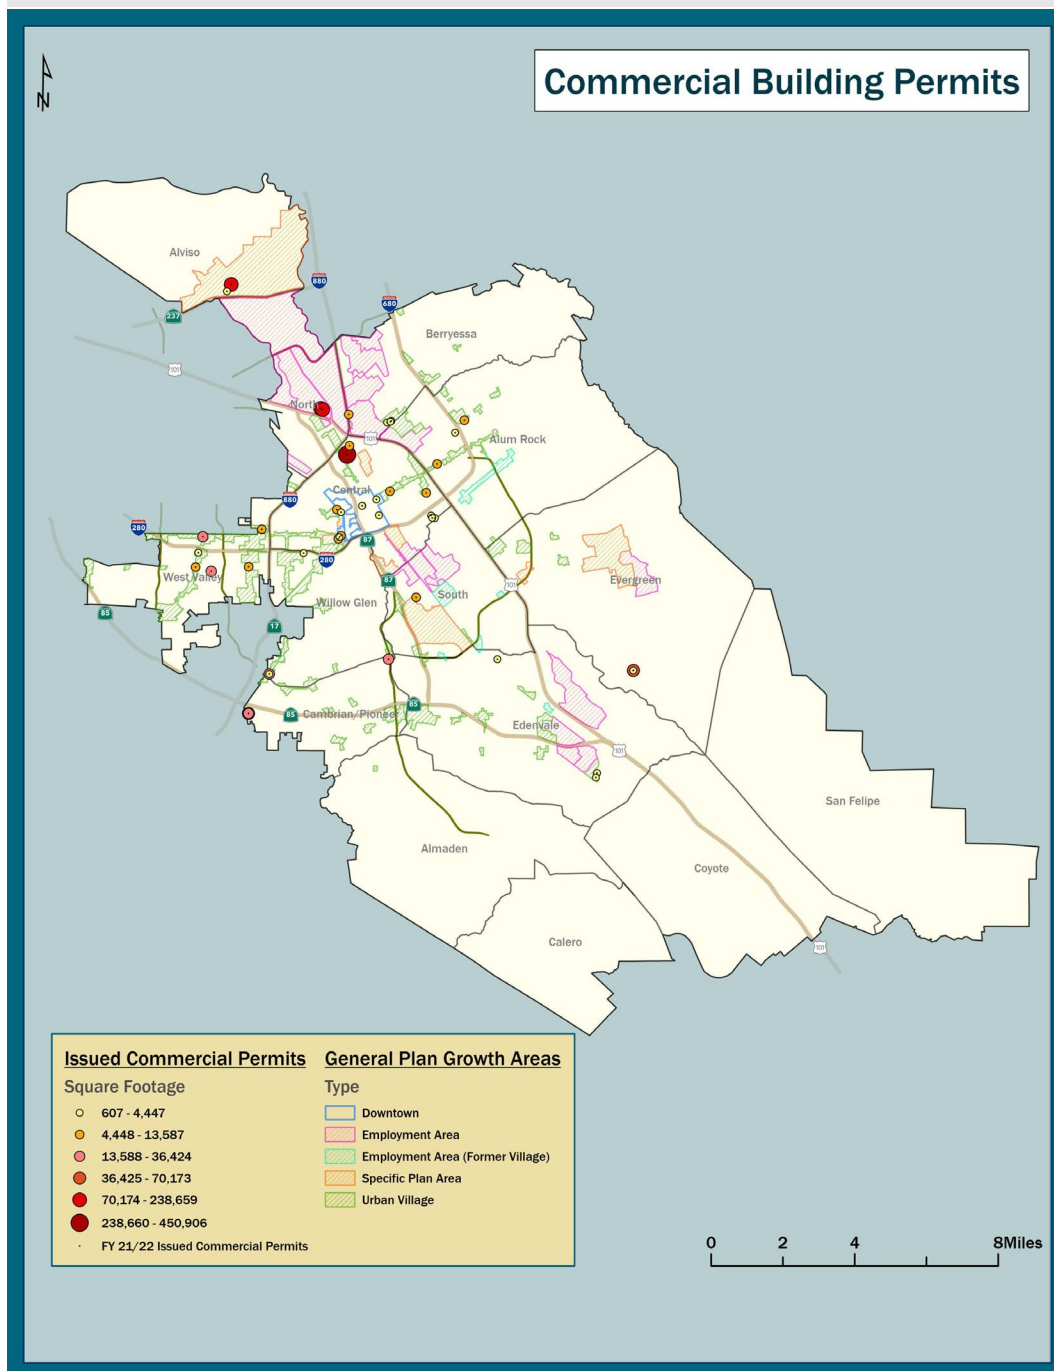 Commercial Building Permits
N
Alviso
880
237
680
101
Berryessa
North
101
Alum Rock
Central
880
280
87
280
West Valley
87
101
Evergreen
South
Willow Glen
85
17
85
85
Cambrian/Pioneer
Edenvale
101
San Felipe
Almaden
Coyote
Calero
101
Issued Commercial Permits
Square Footage
607 - 4,447
4,448 - 13,587
13,588 - 36,424
36,425 - 70,173
70,174 - 238,659
238,660 - 450,906
FY 21/22 Issued Commercial Permits
General Plan Growth Areas
Type
Downtown
Employment Area
Employment Area (Former Village)
Specific Plan Area
Urban Village
0 2 4 8Miles